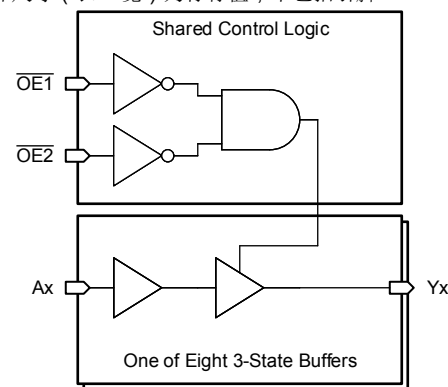 Shared Control Logic
OE1
OE2
Ax
Yx
One of Eight 3-State Buffers